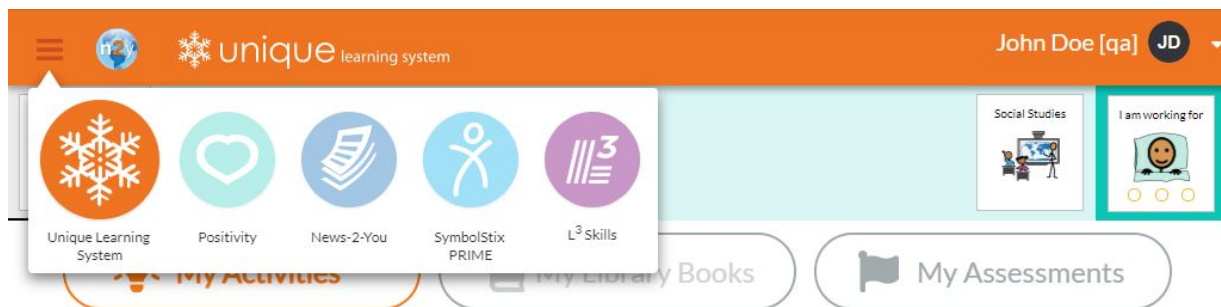 n2y
unique learning system
John Doe [qa] JD
Unique Learning
System
Positivity
News-2-You
SymbolStix
PRIME
L³ Skills
Social Studies
I am working for
My Activities
My Library Books
My Assessments